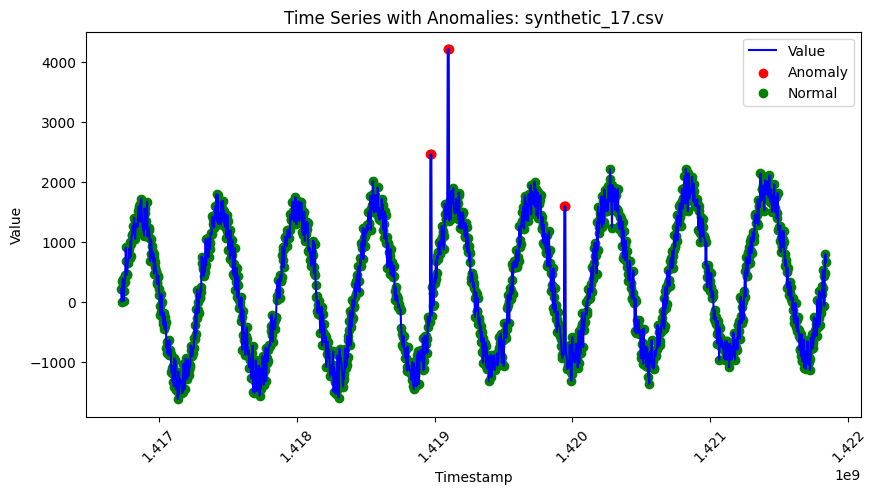 Time Series with Anomalies: synthetic_17.csv
Value
Anomaly
Normal
Value
4000
3000
2000
1000
0
−1000
1.417
1.418
1.419
1.420
1.421
1.422
1e9
Timestamp